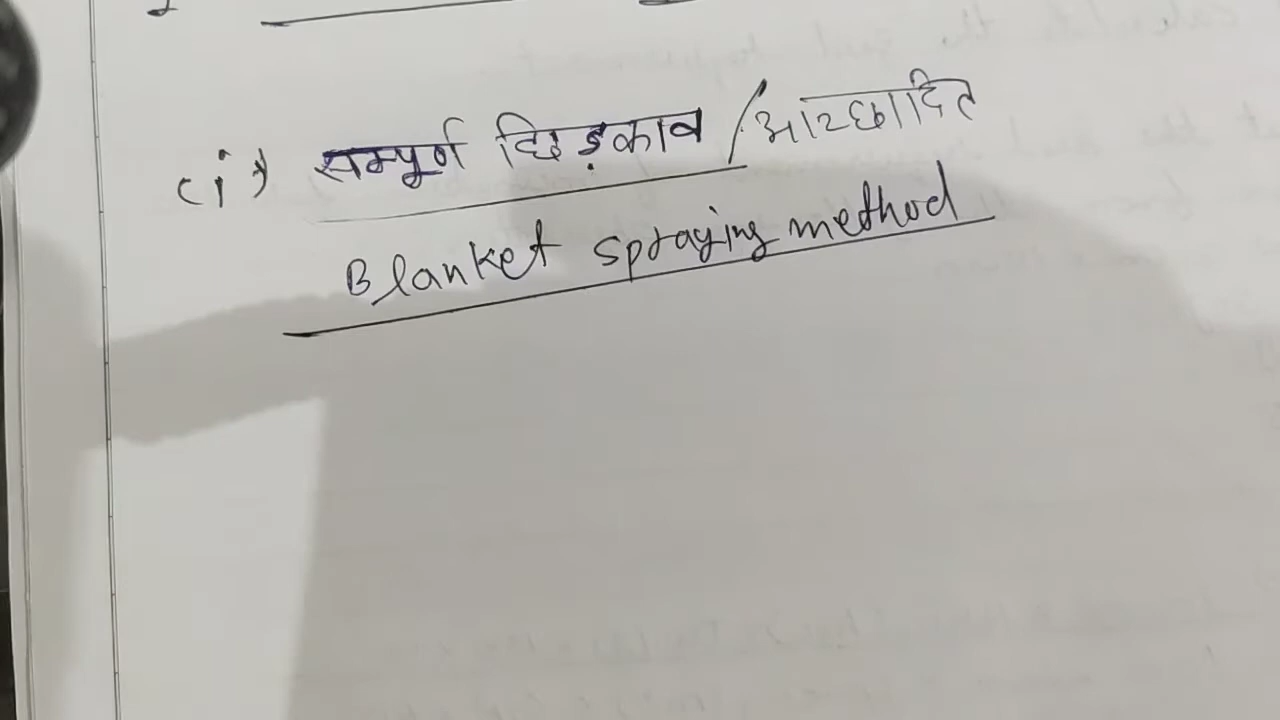 (i) सम्पूर्ण छिड़काव / आच्छादित
Blanket spraying method